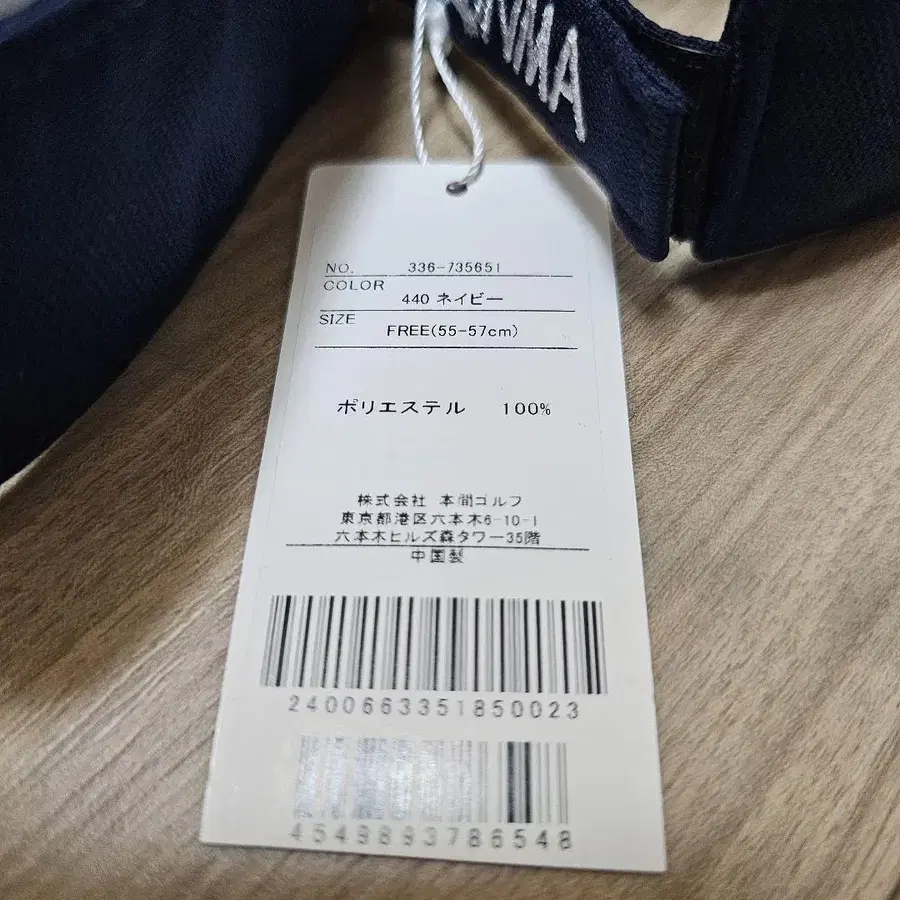 NO. 336-735651
COLOR
440 ネイビー
SIZE
FREE(55-57cm)
ポリエステル 100%
株式会社 本間ゴルフ
東京都港区六本木6-10-1
六本木ヒルズ森タワー35階
中国製
2400663351850023
4549893786548